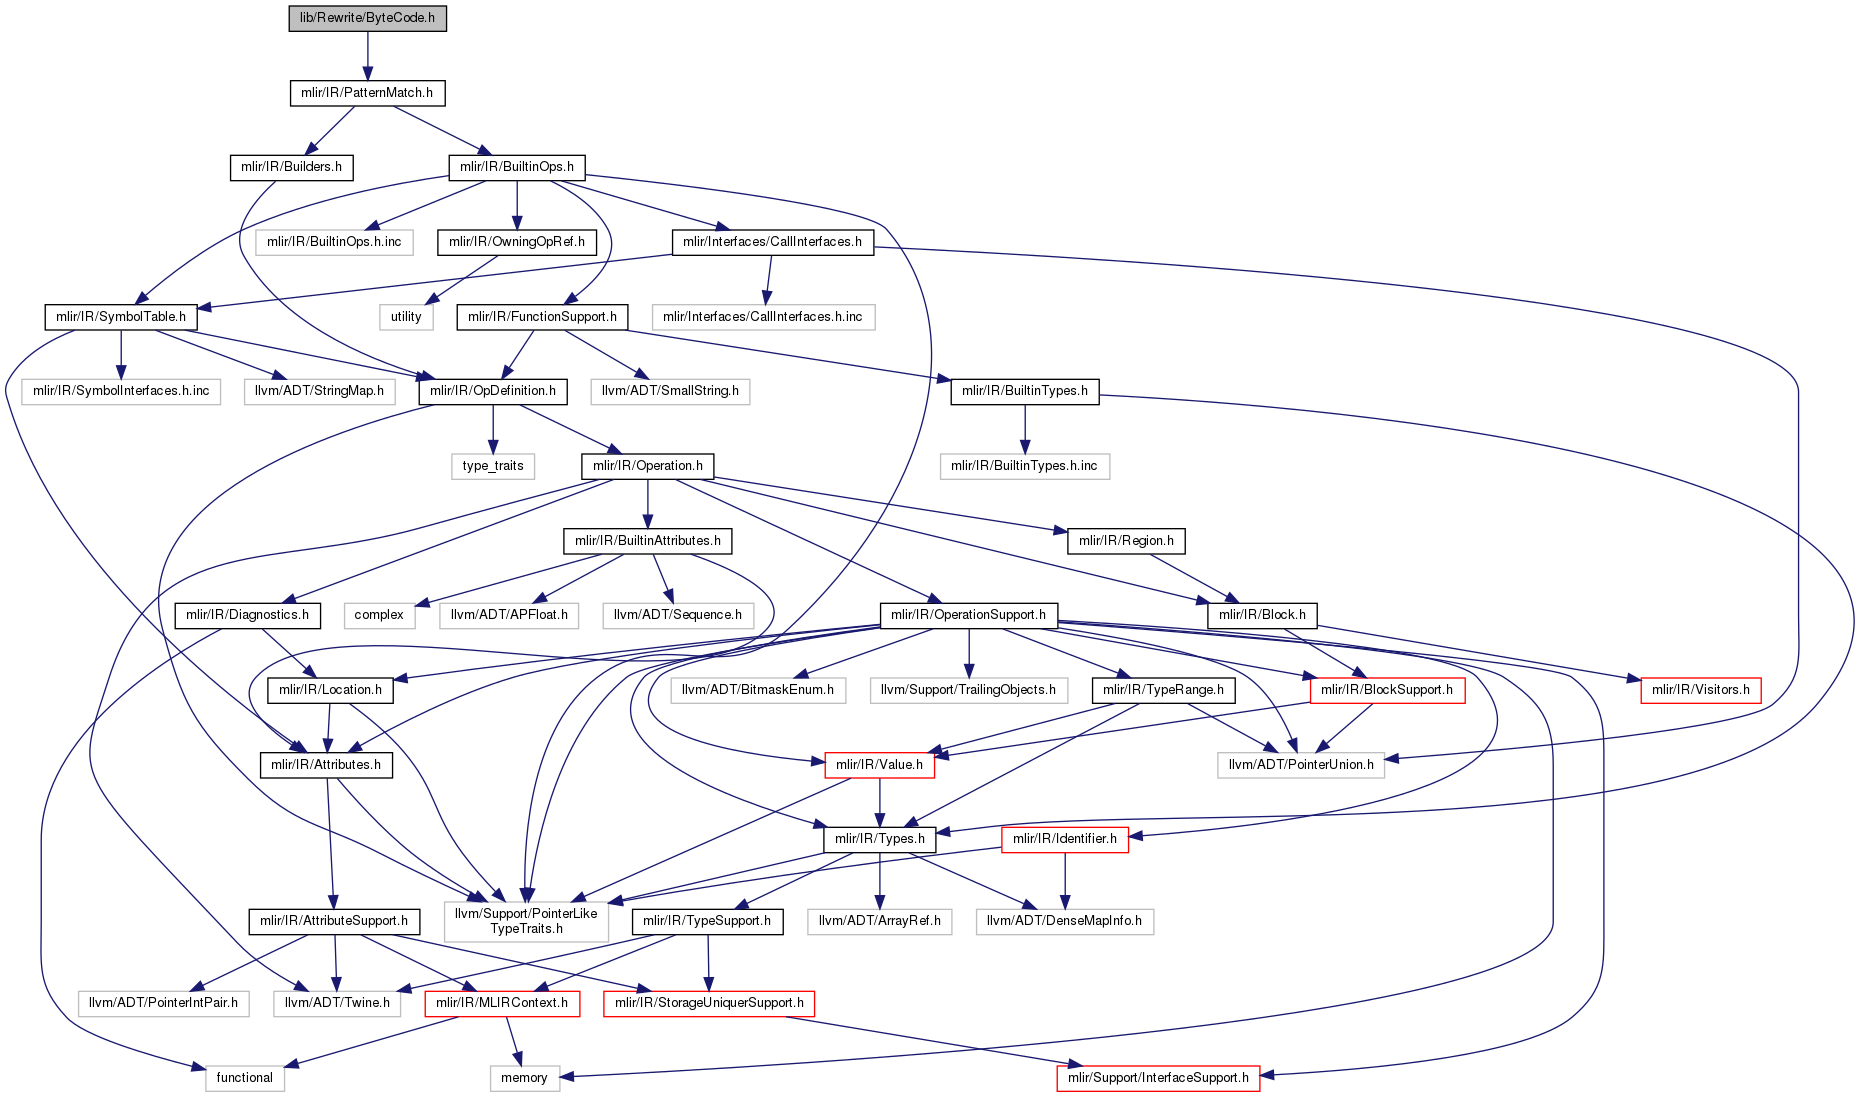 lib/Rewrite/ByteCode.h
mlir/IR/PatternMatch.h
mlir/IR/Builders.h
mlir/IR/BuiltinOps.h
mlir/IR/BuiltinOps.h.inc
mlir/IR/OwningOpRef.h
mlir/Interfaces/CallInterfaces.h
mlir/IR/SymbolTable.h
utility
mlir/IR/FunctionSupport.h
mlir/Interfaces/CallInterfaces.h.inc
mlir/IR/SymbolInterfaces.h.inc
llvm/ADT/StringMap.h
mlir/IR/OpDefinition.h
llvm/ADT/SmallString.h
mlir/IR/BuiltinTypes.h
type_traits
mlir/IR/Operation.h
mlir/IR/BuiltinTypes.h.inc
mlir/IR/BuiltinAttributes.h
mlir/IR/Region.h
mlir/IR/Diagnostics.h
complex
llvm/ADT/APFloat.h
llvm/ADT/Sequence.h
mlir/IR/OperationSupport.h
mlir/IR/Block.h
mlir/IR/Location.h
llvm/ADT/BitmaskEnum.h
llvm/Support/TrailingObjects.h
mlir/IR/TypeRange.h
mlir/IR/BlockSupport.h
mlir/IR/Visitors.h
mlir/IR/Attributes.h
mlir/IR/Value.h
llvm/ADT/PointerUnion.h
mlir/IR/Types.h
mlir/IR/Identifier.h
mlir/IR/AttributeSupport.h
llvm/Support/PointerLike
TypeTraits.h
mlir/IR/TypeSupport.h
llvm/ADT/ArrayRef.h
llvm/ADT/DenseMapInfo.h
llvm/ADT/PointerIntPair.h
llvm/ADT/Twine.h
mlir/IR/MLIRContext.h
mlir/IR/StorageUniquerSupport.h
functional
memory
mlir/Support/InterfaceSupport.h